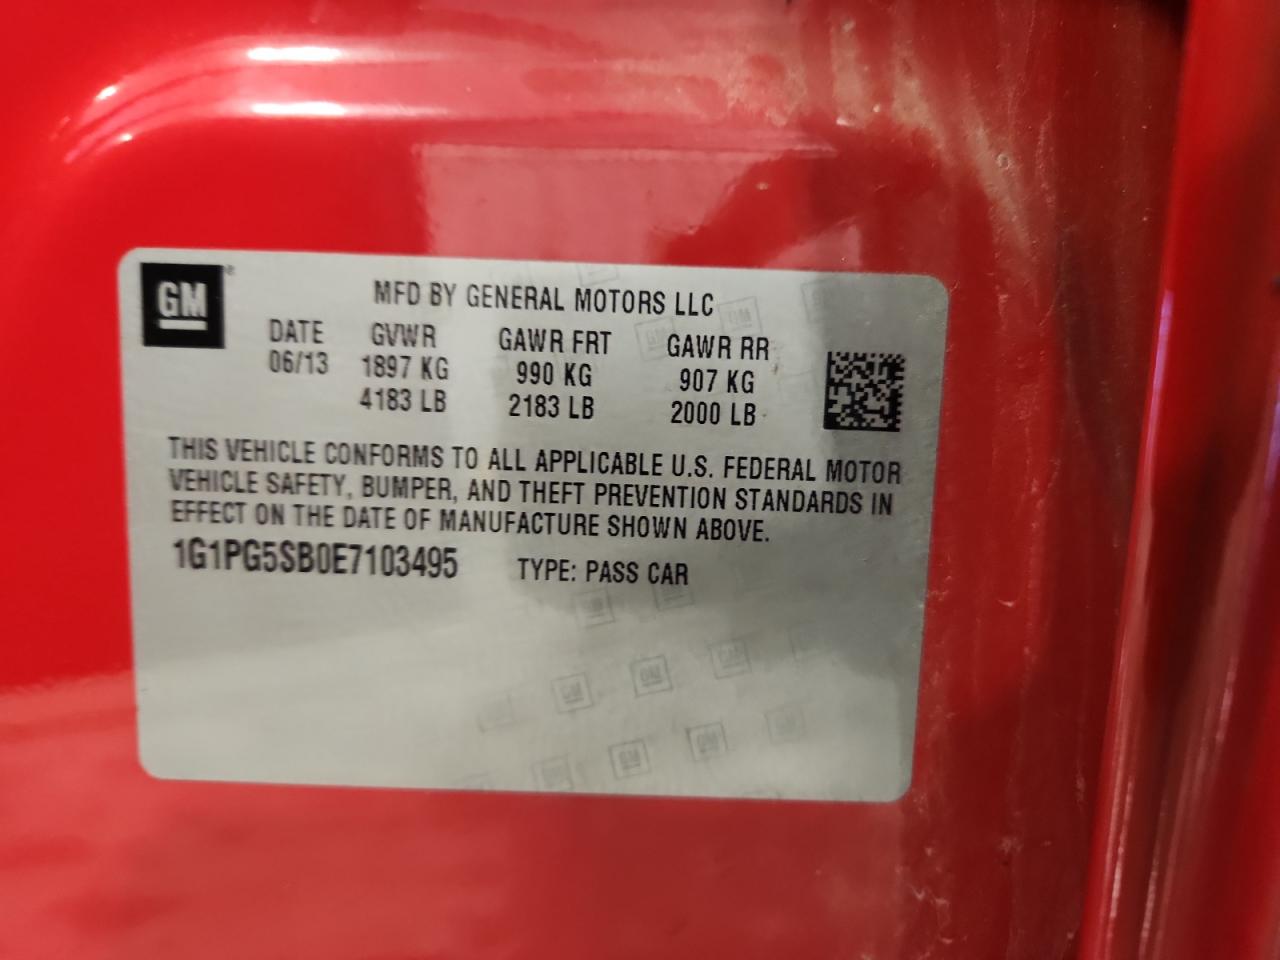 GM
MFD BY GENERAL MOTORS LLC
DATE GVWR GAWR FRT GAWR RR
06/13 1897 KG 990 KG 907 KG
4183 LB 2183 LB 2000 LB
THIS VEHICLE CONFORMS TO ALL APPLICABLE U.S. FEDERAL MOTOR
VEHICLE SAFETY, BUMPER, AND THEFT PREVENTION STANDARDS IN
EFFECT ON THE DATE OF MANUFACTURE SHOWN ABOVE.
1G1PG5SB0E7103495 TYPE: PASS CAR